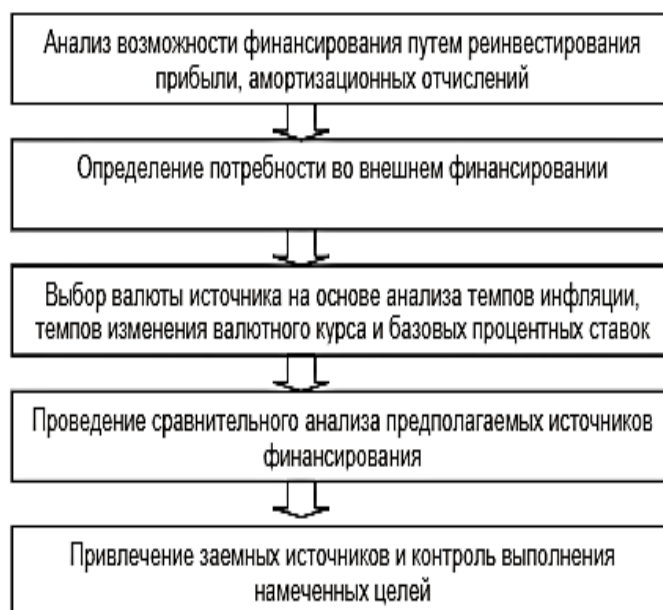 Анализ возможности финансирования путем реинвестирования
прибыли, амортизационных отчислений
Определение потребности во внешнем финансировании
Выбор валюты источника на основе анализа темпов инфляции,
темпов изменения валютного курса и базовых процентных ставок
Проведение сравнительного анализа предполагаемых источников
финансирования
Привлечение заемных источников и контроль выполнения
намеченных целей